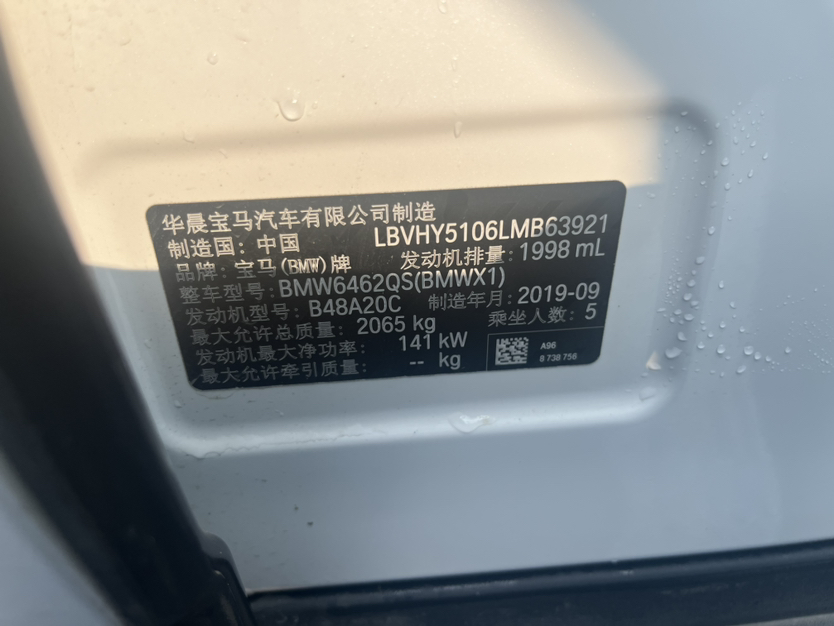 华晨宝马汽车有限公司制造
制造国：中国 LBVHY5106LMB63921
品牌：宝马(BMW)牌 发动机排量：1998 mL
整车型号：BMW6462QS(BMWX1)
发动机型号：B48A20C 制造年月：2019-09
最大允许总质量：2065 kg 乘坐人数：5
发动机最大净功率：141 kW
最大允许牵引质量：-- kg
A96
8 738 756